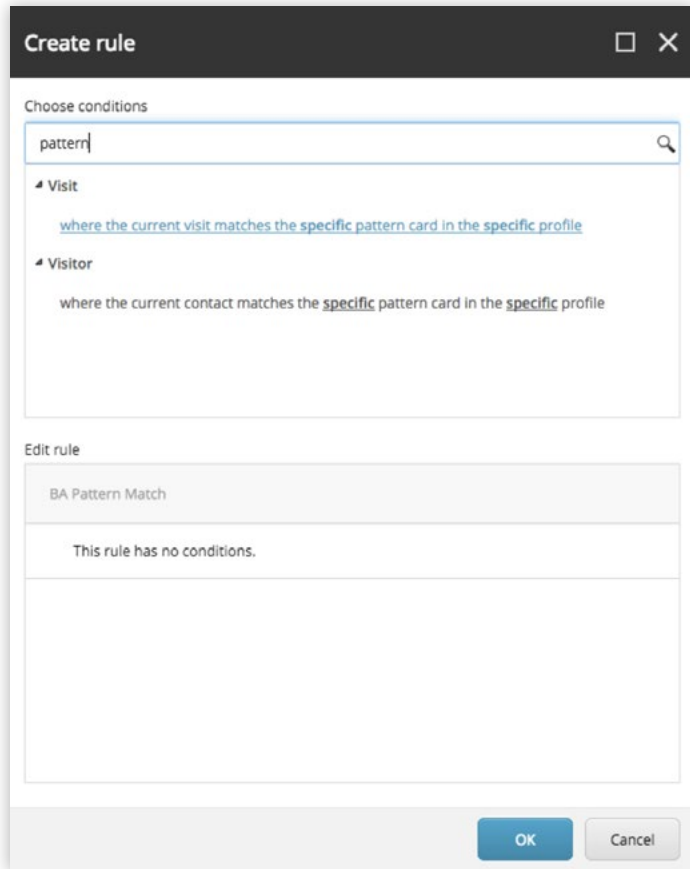 Create rule
Choose conditions
pattern
Visit
where the current visit matches the specific pattern card in the specific profile
Visitor
where the current contact matches the specific pattern card in the specific profile
Edit rule
BA Pattern Match
This rule has no conditions.
OK
Cancel